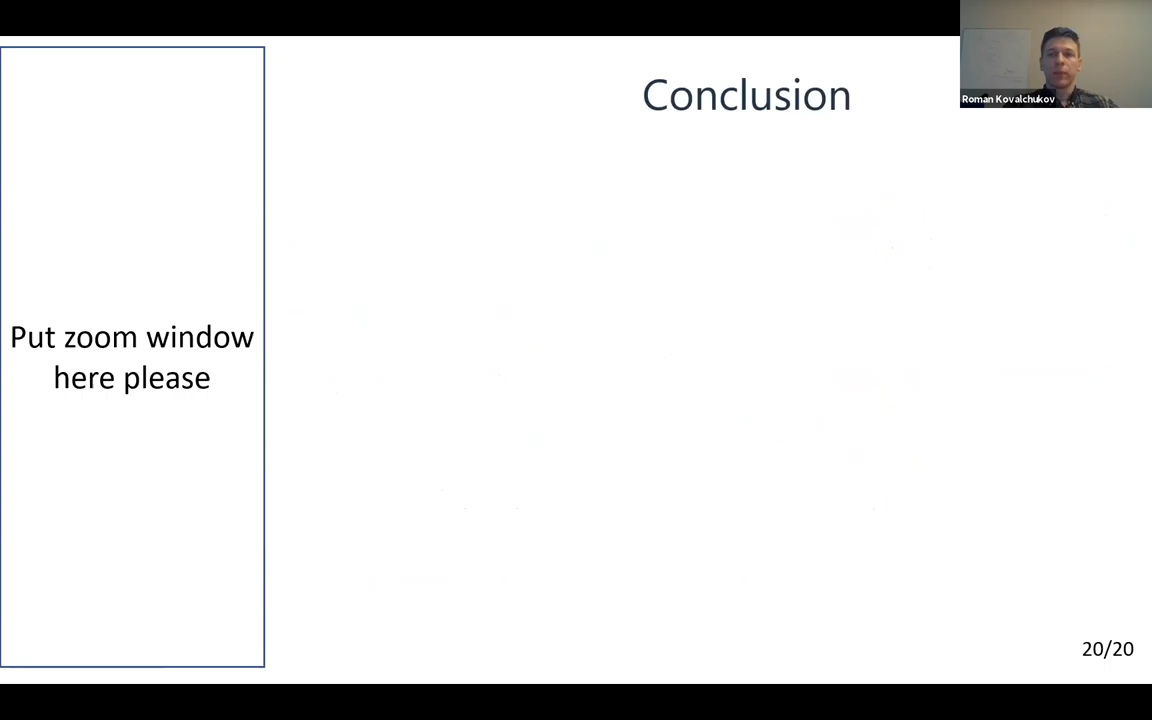 Conclusion
Roman Kovalchukov
Put zoom window
here please
20/20